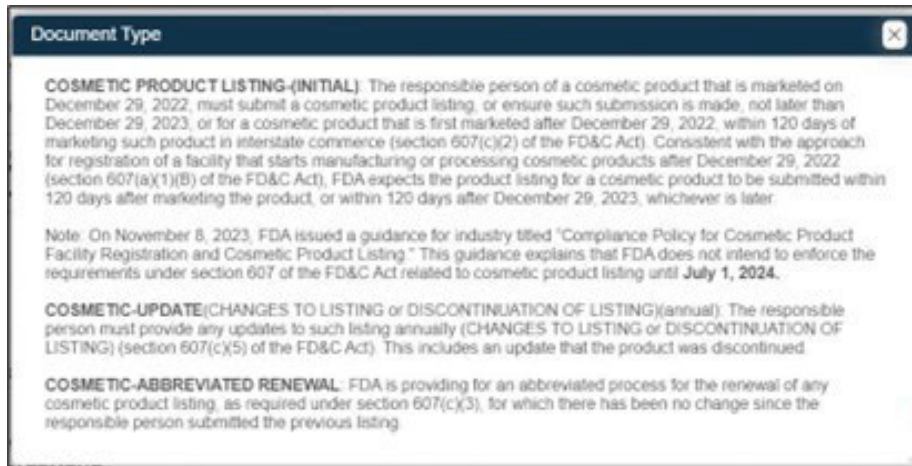 Document Type
COSMETIC PRODUCT LISTING-(INITIAL): The responsible person of a cosmetic product that is marketed on
December 29, 2022, must submit a cosmetic product listing, or ensure such submission is made, not later than
December 29, 2023, or for a cosmetic product that is first marketed after December 29, 2022, within 120 days of
marketing such product in interstate commerce (section 607(c)(2) of the FD&C Act). Consistent with the approach
for registration of a facility that starts manufacturing or processing cosmetic products after December 29, 2022
(section 607(a)(1)(B) of the FD&C Act), FDA expects the product listing for a cosmetic product to be submitted within
120 days after marketing the product, or within 120 days after December 29, 2023, whichever is later.
Note: On November 8, 2023, FDA issued a guidance for industry titled "Compliance Policy for Cosmetic Product
Facility Registration and Cosmetic Product Listing." This guidance explains that FDA does not intend to enforce the
requirements under section 607 of the FD&C Act related to cosmetic product listing until July 1, 2024.
COSMETIC-UPDATE(CHANGES TO LISTING or DISCONTINUATION OF LISTING)(annual): The responsible
person must provide any updates to such listing annually (CHANGES TO LISTING or DISCONTINUATION OF
LISTING) (section 607(c)(5) of the FD&C Act). This includes an update that the product was discontinued.
COSMETIC-ABBREVIATED RENEWAL: FDA is providing for an abbreviated process for the renewal of any
cosmetic product listing, as required under section 607(c)(3), for which there has been no change since the
responsible person submitted the previous listing.